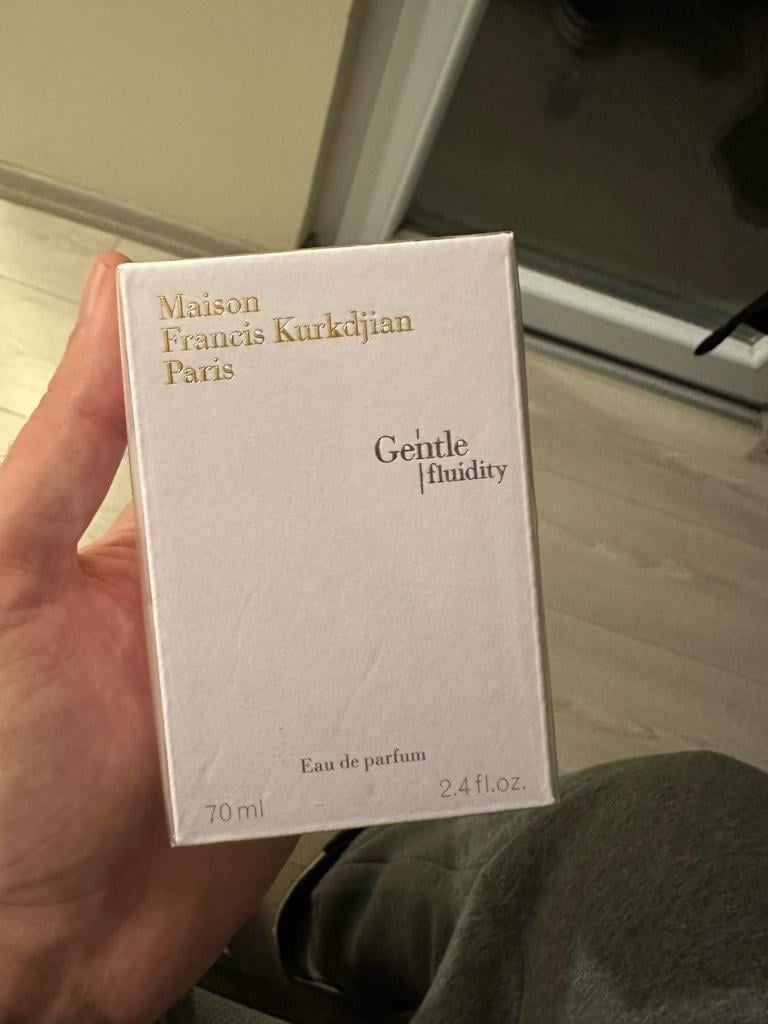 Maison
Francis Kurkdjian
Paris
Gentle
fluidity
Eau de parfum
70 ml
2.4 fl.oz.